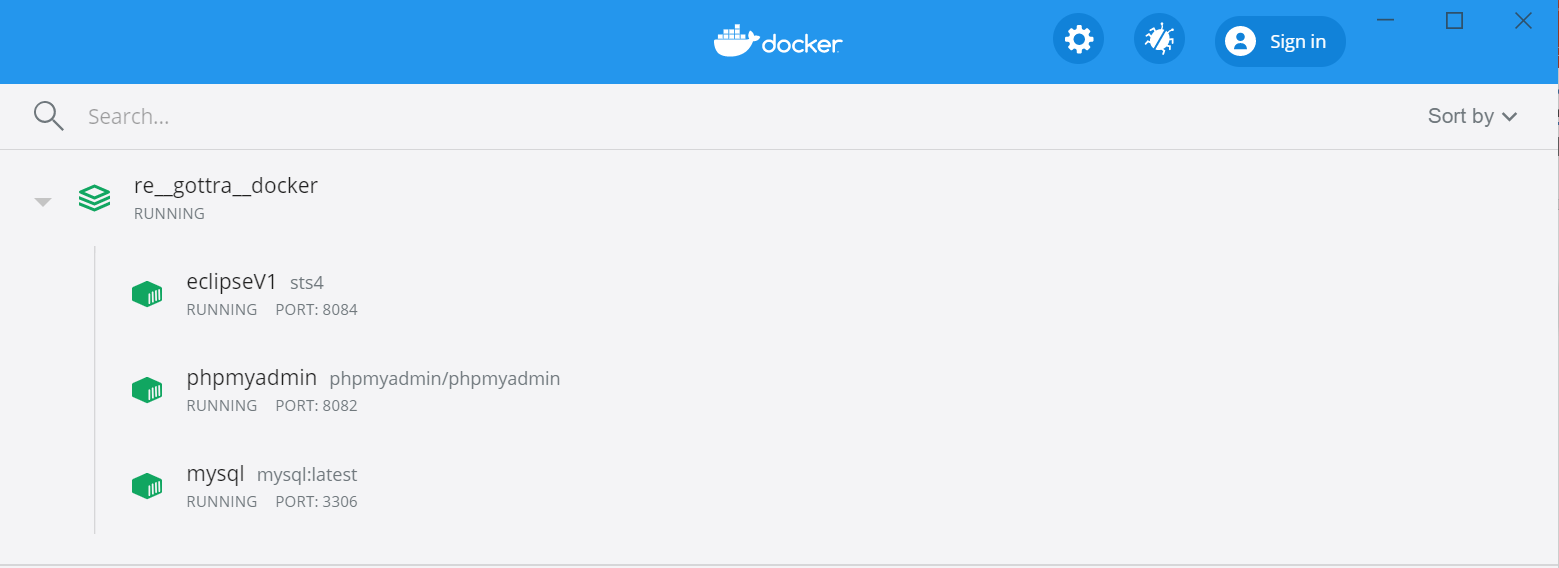 docker
Sign in
Search...
Sort by
re__gottra__docker
RUNNING
eclipseV1 sts4
RUNNING PORT: 8084
phpmyadmin phpmyadmin/phpmyadmin
RUNNING PORT: 8082
mysql mysql:latest
RUNNING PORT: 3306